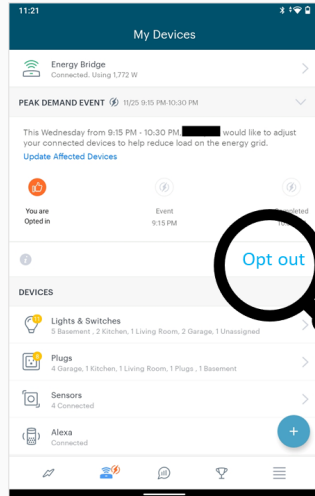 11:21
My Devices
Energy Bridge
Connected. Using 1,772 W
PEAK DEMAND EVENT 11/25 9:15 PM-10:30 PM
This Wednesday from 9:15 PM - 10:30 PM, would like to adjust
your connected devices to help reduce load on the energy grid.
Update Affected Devices
You are
Opted in
Event
9:15 PM
Completed
Opt out
DEVICES
Lights & Switches
5 Basement , 2 Kitchen, 1 Living Room, 2 Garage, 1 Unassigned
Plugs
4 Garage, 1 Kitchen, 1 Living Room, 1 Plugs , 1 Basement
Sensors
4 Connected
Alexa
Connected